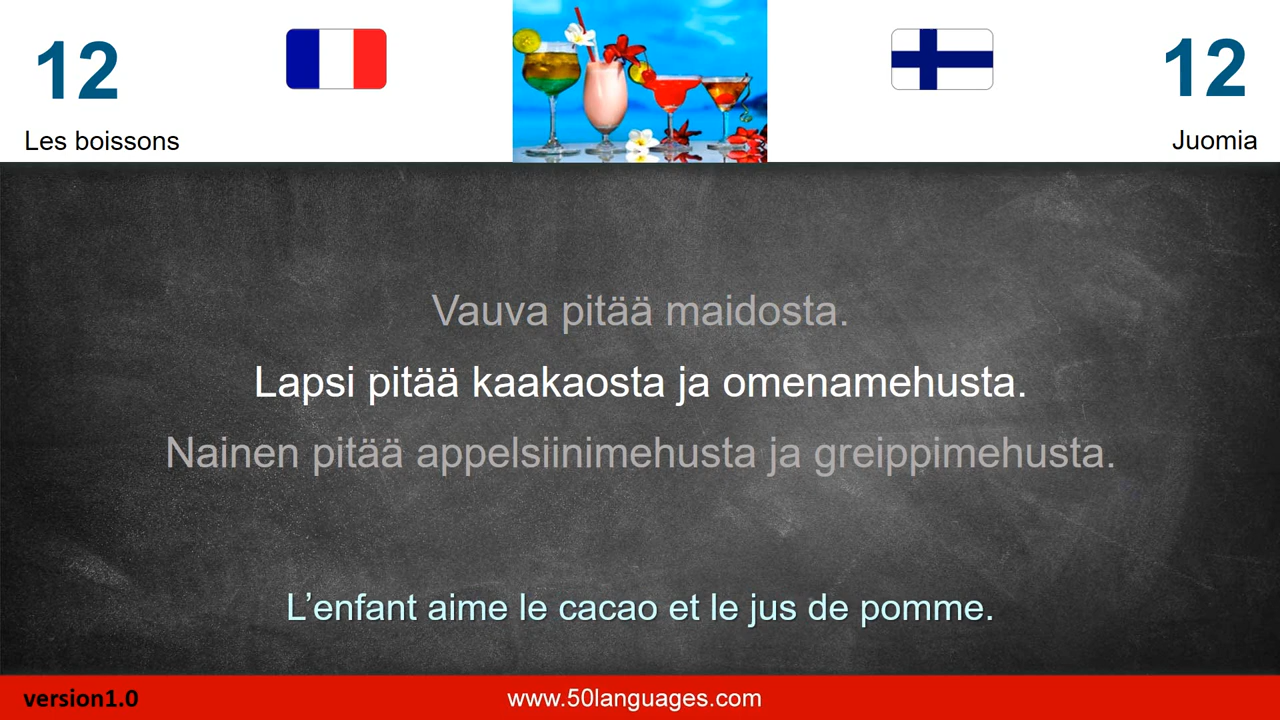 12
12
Les boissons
Juomia
Vauva pitää maidosta.
Lapsi pitää kaakaosta ja omenamehusta.
Nainen pitää appelsiinimehusta ja greippimehusta.
L’enfant aime le cacao et le jus de pomme.
version1.0
www.50languages.com